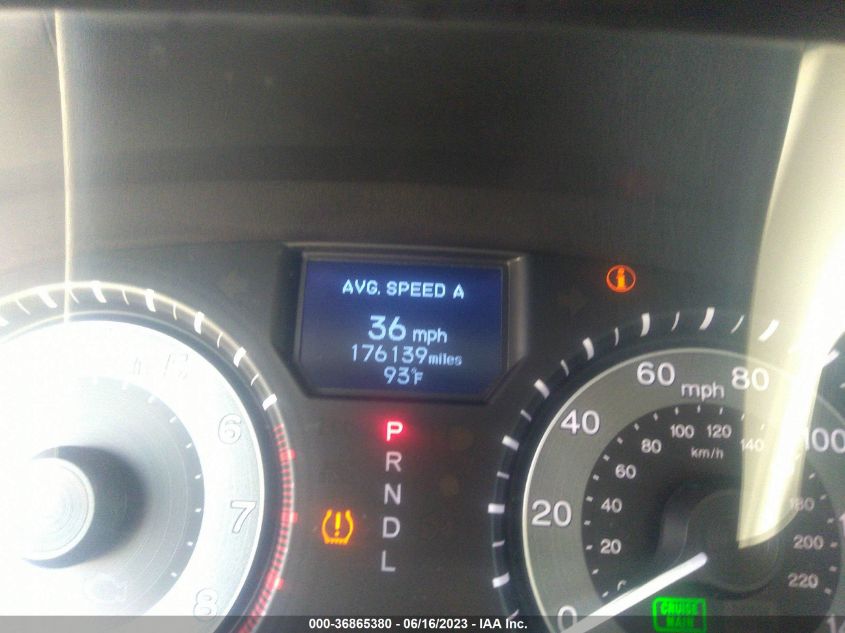 AVG. SPEED A
36 mph
176139 miles
93°F
P
R
N
D
L
6
7
8
0
20
40
60
80
100
mph
20
40
60
80
100
120
140
180
200
220
km/h
CRUISE
MAIN
000-36865380 - 06/16/2023 - IAA Inc.